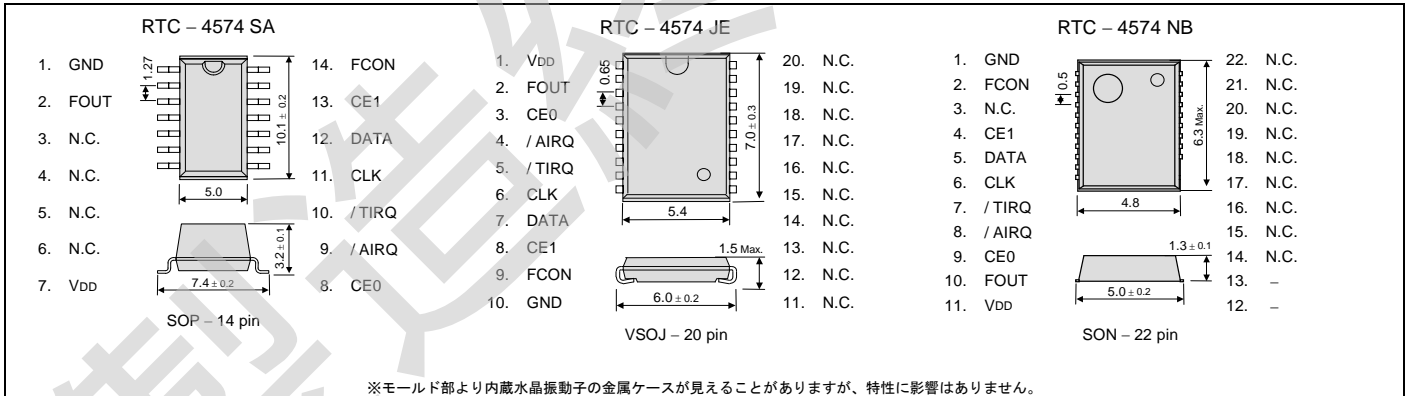 RTC – 4574 SA
1. GND
2. FOUT
3. N.C.
4. N.C.
5. N.C.
6. N.C.
7. VDD
14. FCON
13. CE1
12. DATA
11. CLK
10. / TIRQ
9. / AIRQ
8. CE0
1.27
10.1 ± 0.2
5.0
3.2 ± 0.1
7.4 ± 0.2
SOP – 14 pin
RTC – 4574 JE
1. VDD
2. FOUT
3. CE0
4. / AIRQ
5. / TIRQ
6. CLK
7. DATA
8. CE1
9. FCON
10. GND
20. N.C.
19. N.C.
18. N.C.
17. N.C.
16. N.C.
15. N.C.
14. N.C.
13. N.C.
12. N.C.
11. N.C.
0.65
7.0 ± 0.3
5.4
1.5 Max.
6.0 ± 0.2
VSOJ – 20 pin
RTC – 4574 NB
1. GND
2. FCON
3. N.C.
4. CE1
5. DATA
6. CLK
7. / TIRQ
8. / AIRQ
9. CE0
10. FOUT
11. VDD
22. N.C.
21. N.C.
20. N.C.
19. N.C.
18. N.C.
17. N.C.
16. N.C.
15. N.C.
14. N.C.
13. –
12. –
0.5
6.3 Max.
4.8
1.3 ± 0.1
5.0 ± 0.2
SON – 22 pin
※モールド部より内蔵水晶振動子の金属ケースが見えることがありますが、特性に影響はありません。
製造終